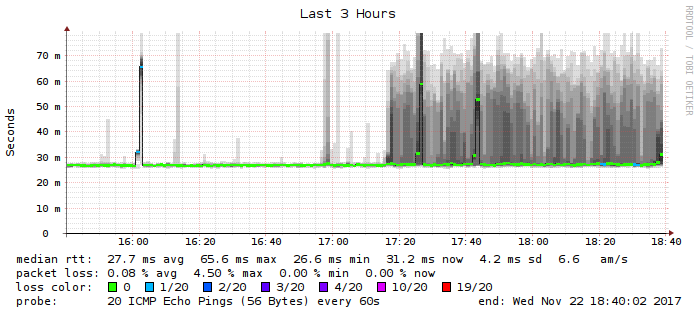 Last 3 Hours
RRDTOOL / TOBI OETIKER
Seconds
70 m
60 m
50 m
40 m
30 m
20 m
10 m
0
16:00 16:20 16:40 17:00 17:20 17:40 18:00 18:20 18:40
median rtt: 27.7 ms avg 65.6 ms max 26.6 ms min 31.2 ms now 4.2 ms sd 6.6 am/s
packet loss: 0.08 % avg 4.50 % max 0.00 % min 0.00 % now
loss color: 0 1/20 2/20 3/20 4/20 10/20 19/20
probe: 20 ICMP Echo Pings (56 Bytes) every 60s end: Wed Nov 22 18:40:02 2017